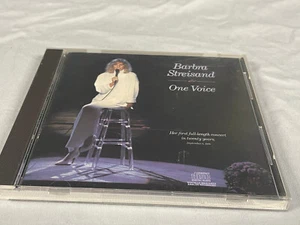 Barbra
Streisand
One Voice
Her first full length concert
in twenty years